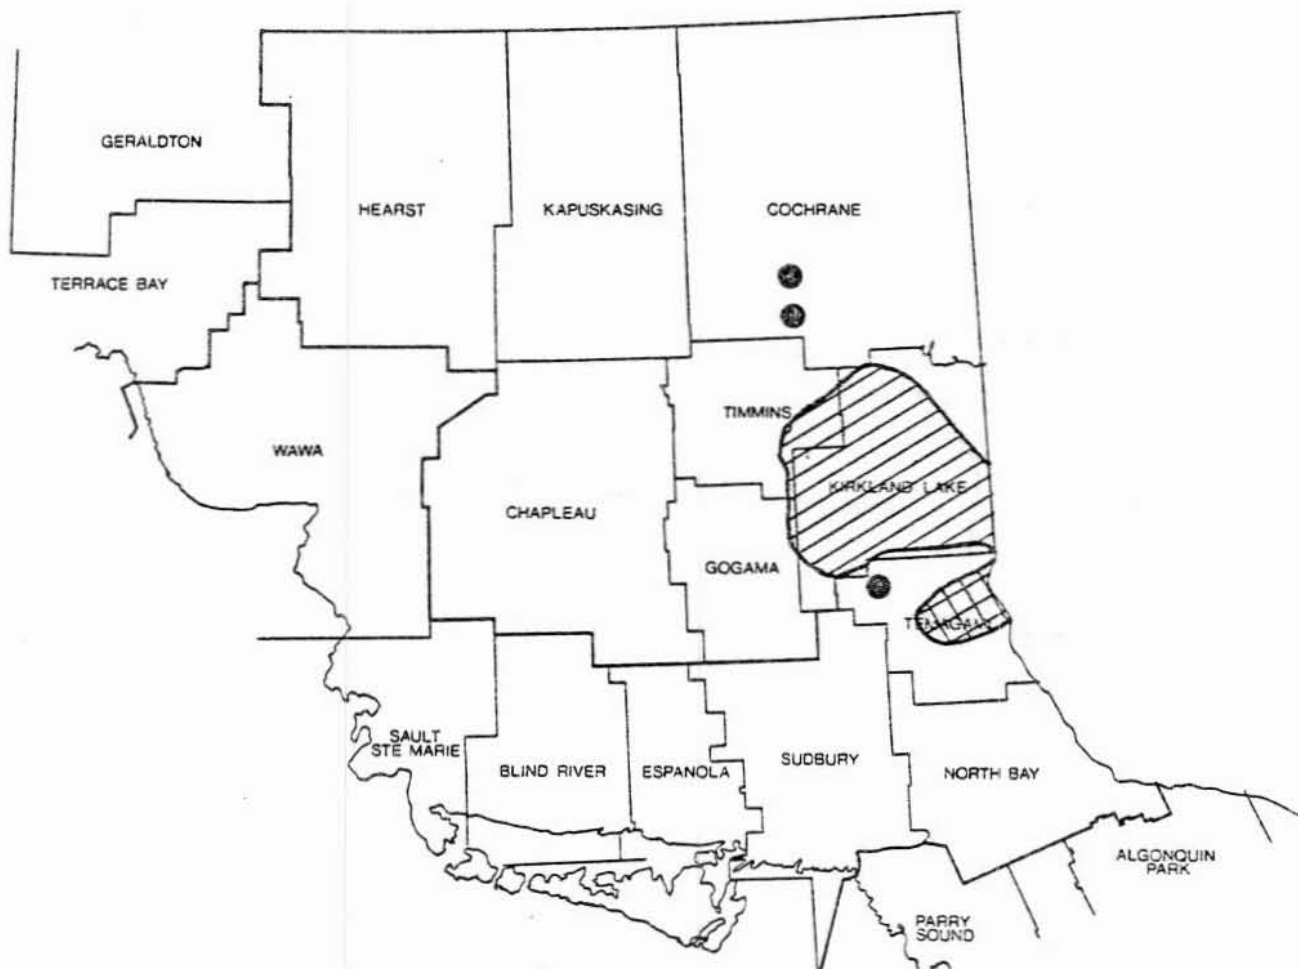 GERALDTON
HEARST
KAPUSKASING
COCHRANE
TERRACE BAY
TIMMINS
WAWA
KIRKLAND LAKE
CHAPLEAU
GOGAMA
TEMAGAMI
SAULT
STE MARIE
BLIND RIVER
ESPANOLA
SUDBURY
NORTH BAY
ALGONQUIN
PARK
PARRY
SOUND